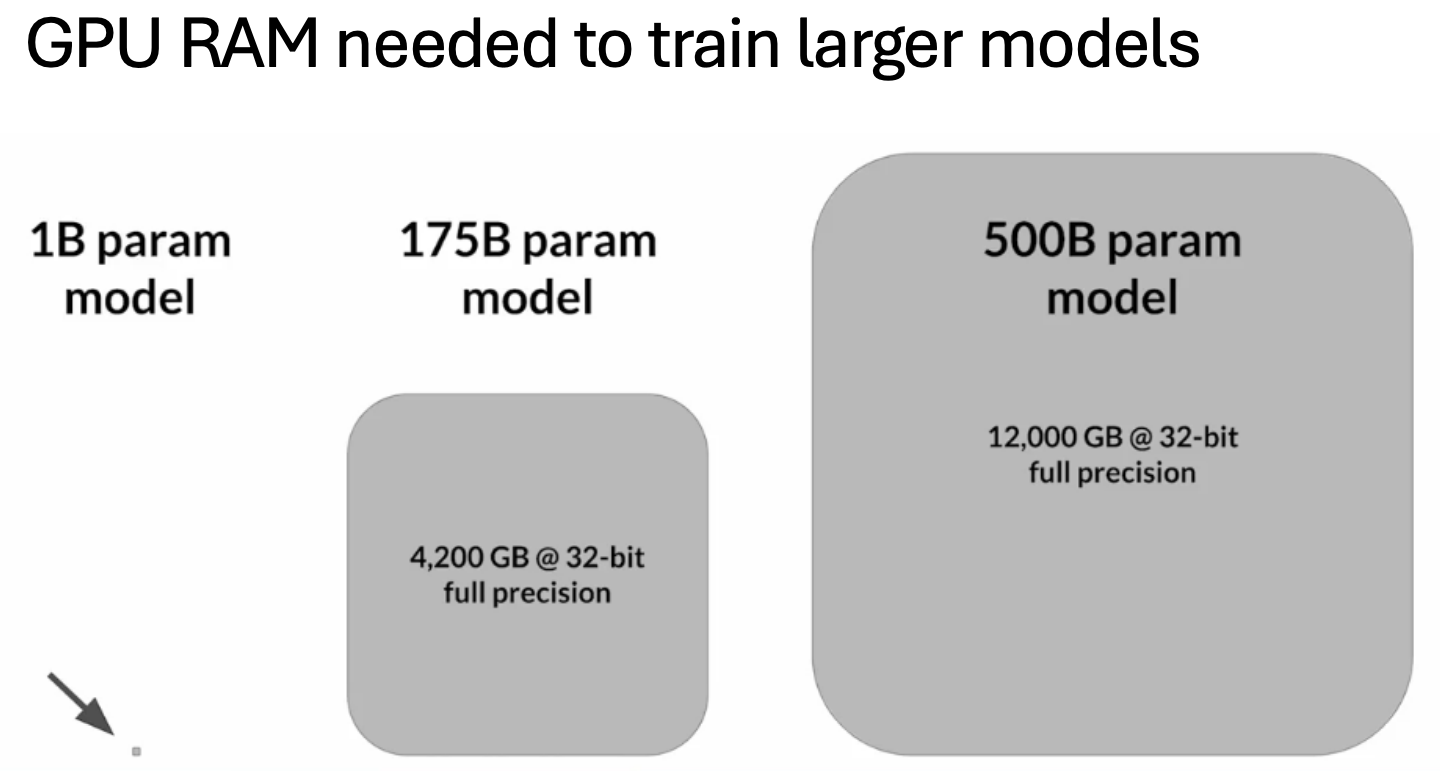 GPU RAM needed to train larger models
1B param
model
175B param
model
500B param
model
4,200 GB @ 32-bit
full precision
12,000 GB @ 32-bit
full precision